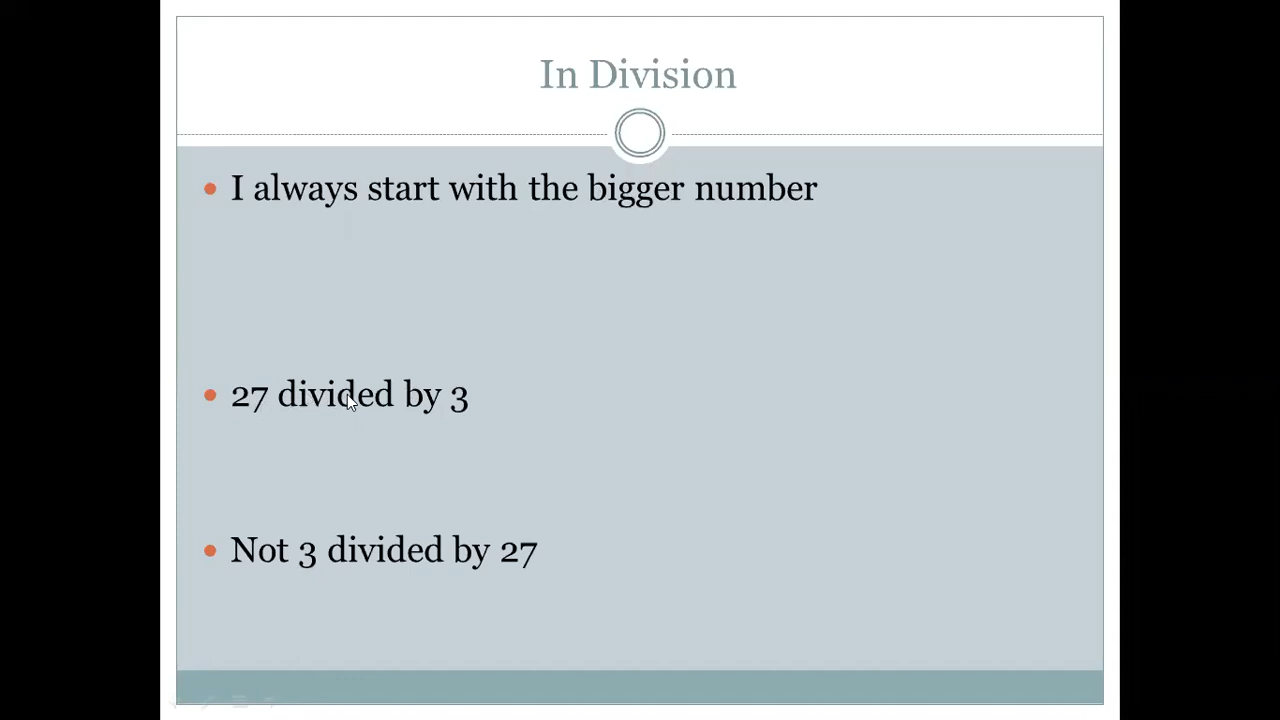 In Division
I always start with the bigger number
27 divided by 3
Not 3 divided by 27